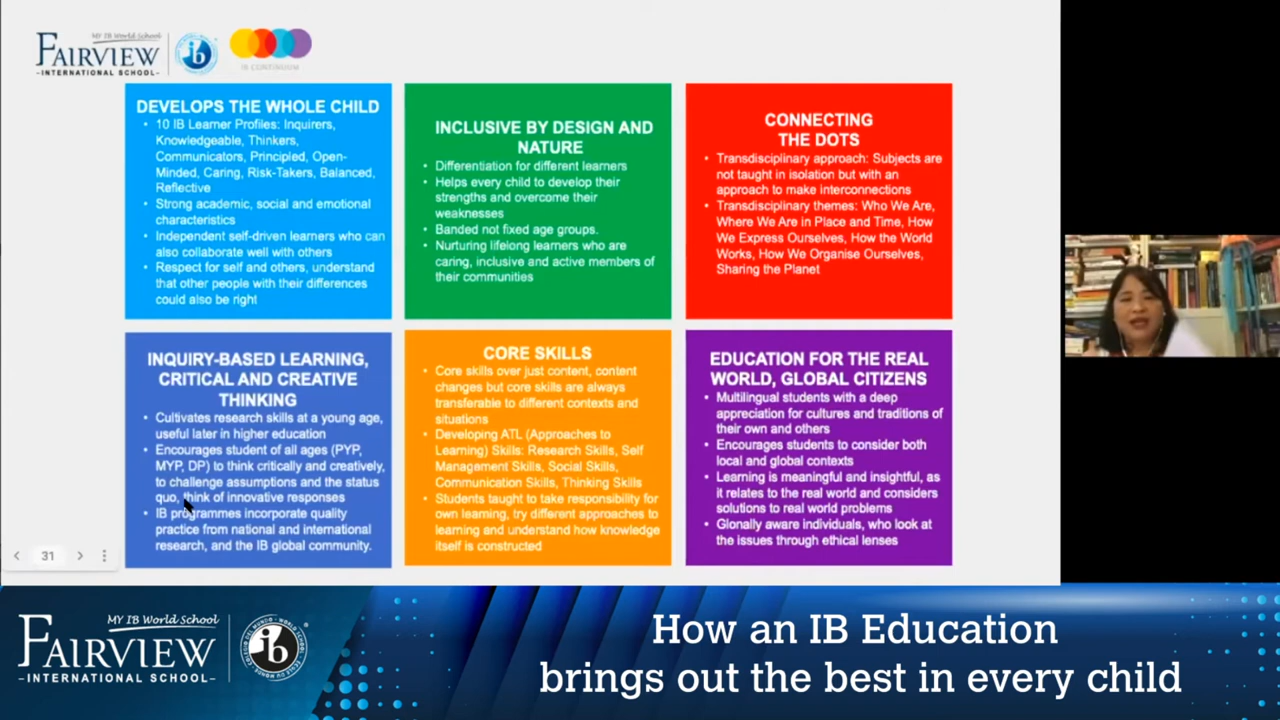 MY IB World School
FAIRVIEW
INTERNATIONAL SCHOOL
ib
IB CONTINUUM
DEVELOPS THE WHOLE CHILD
• 10 IB Learner Profiles: Inquirers,
Knowledgeable, Thinkers,
Communicators, Principled, Open-
Minded, Caring, Risk-Takers, Balanced,
Reflective
• Strong academic, social and emotional
characteristics
• Independent self-driven learners who can
also collaborate well with others
• Respect for self and others, understand
that other people with their differences
could also be right
INCLUSIVE BY DESIGN AND
NATURE
• Differentiation for different learners
• Helps every child to develop their
strengths and overcome their
weaknesses
• Banded not fixed age groups.
• Nurturing lifelong learners who are
caring, inclusive and active members of
their communities
CONNECTING
THE DOTS
• Transdisciplinary approach: Subjects are
not taught in isolation but with an
approach to make interconnections
• Transdisciplinary themes: Who We Are,
Where We Are in Place and Time, How
We Express Ourselves, How the World
Works, How We Organise Ourselves,
Sharing the Planet
INQUIRY-BASED LEARNING,
CRITICAL AND CREATIVE
THINKING
• Cultivates research skills at a young age,
useful later in higher education
• Encourages student of all ages (PYP,
MYP, DP) to think critically and creatively,
to challenge assumptions and the status
quo, think of innovative responses
• IB programmes incorporate quality
practice from national and international
research, and the IB global community.
CORE SKILLS
• Core skills over just content, content
changes but core skills are always
transferable to different contexts and
situations
• Developing ATL (Approaches to
Learning) Skills: Research Skills, Self
Management Skills, Social Skills,
Communication Skills, Thinking Skills
• Students taught to take responsibility for
own learning, try different approaches to
learning and understand how knowledge
itself is constructed
EDUCATION FOR THE REAL
WORLD, GLOBAL CITIZENS
• Multilingual students with a deep
appreciation for cultures and traditions of
their own and others
• Encourages students to consider both
local and global contexts
• Learning is meaningful and insightful, as
it relates to the real world and considers
solutions to real world problems
• Glonally aware individuals, who look at
the issues through ethical lenses
31
MY IB World School
FAIRVIEW
-INTERNATIONAL SCHOOL-
ib
How an IB Education
brings out the best in every child